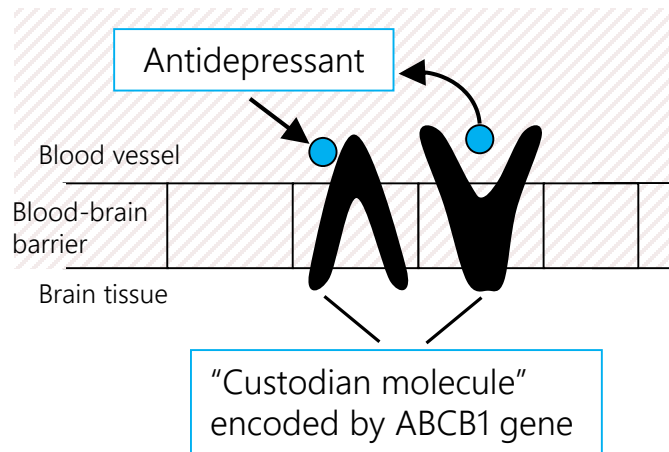 Antidepressant
Blood vessel
Blood-brain
barrier
Brain tissue
“Custodian molecule”
encoded by ABCB1 gene